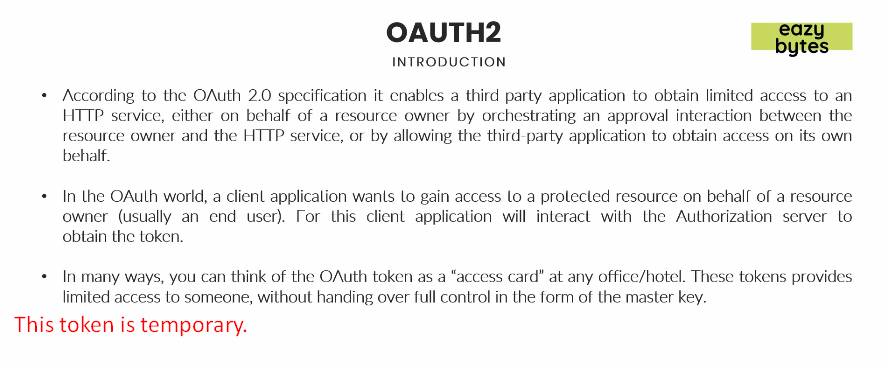 OAUTH2
eazy
bytes
INTRODUCTION
• According to the OAuth 2.0 specification it enables a third party application to obtain limited access to an
HTTP service, either on behalf of a resource owner by orchestrating an approval interaction between the
resource owner and the HTTP service, or by allowing the third-party application to obtain access on its own
behalf.
• In the OAuth world, a client application wants to gain access to a protected resource on behalf of a resource
owner (usually an end user). For this client application will interact with the Authorization server to
obtain the token.
• In many ways, you can think of the OAuth token as a “access card” at any office/hotel. These tokens provides
limited access to someone, without handing over full control in the form of the master key.
This token is temporary.